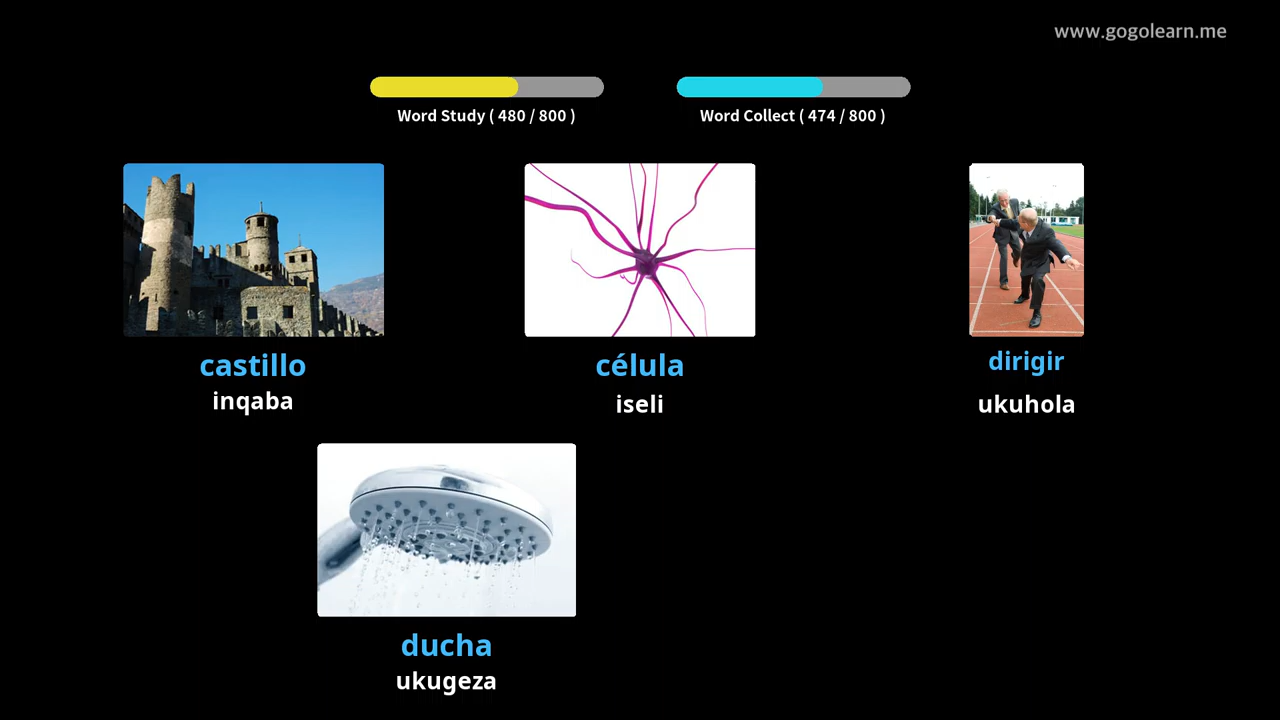 www.gogolearn.me
Word Study ( 480 / 800 )
Word Collect ( 474 / 800 )
castillo
inqaba
célula
iseli
dirigir
ukuhola
ducha
ukugeza